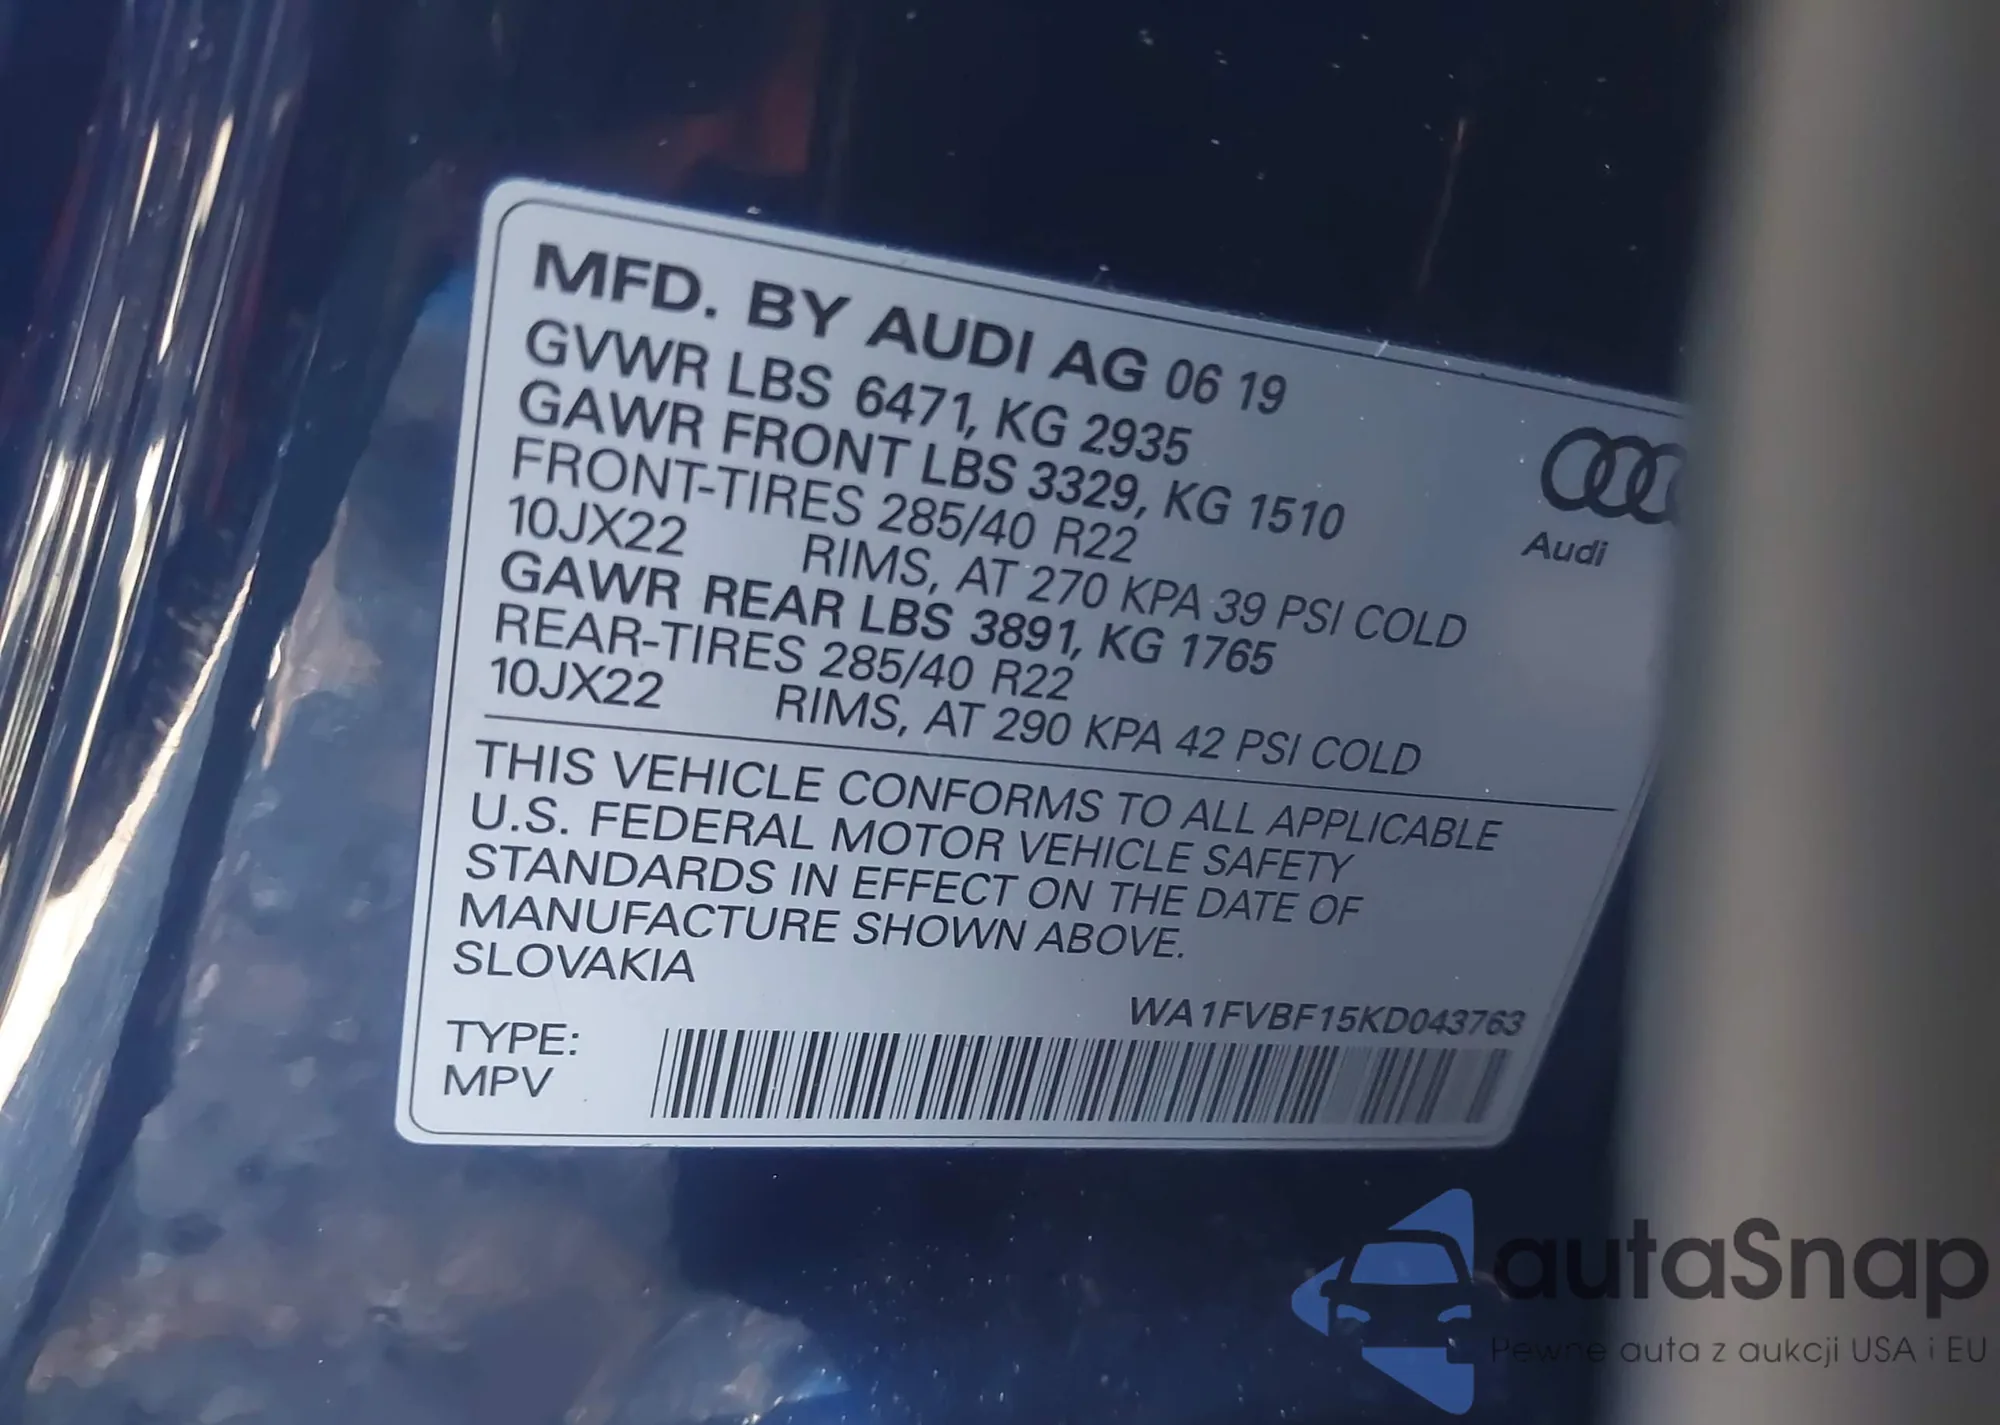 MFD. BY AUDI AG 06 19
GVWR LBS 6471, KG 2935
GAWR FRONT LBS 3329, KG 1510
FRONT-TIRES 285/40 R22
10JX22 RIMS, AT 270 KPA 39 PSI COLD
GAWR REAR LBS 3891, KG 1765
REAR-TIRES 285/40 R22
10JX22 RIMS, AT 290 KPA 42 PSI COLD
Audi
THIS VEHICLE CONFORMS TO ALL APPLICABLE
U.S. FEDERAL MOTOR VEHICLE SAFETY
STANDARDS IN EFFECT ON THE DATE OF
MANUFACTURE SHOWN ABOVE.
SLOVAKIA
WA1FVBF15KD043763
TYPE:
MPV
autaSnap
Pewne auta z aukcji USA i EU